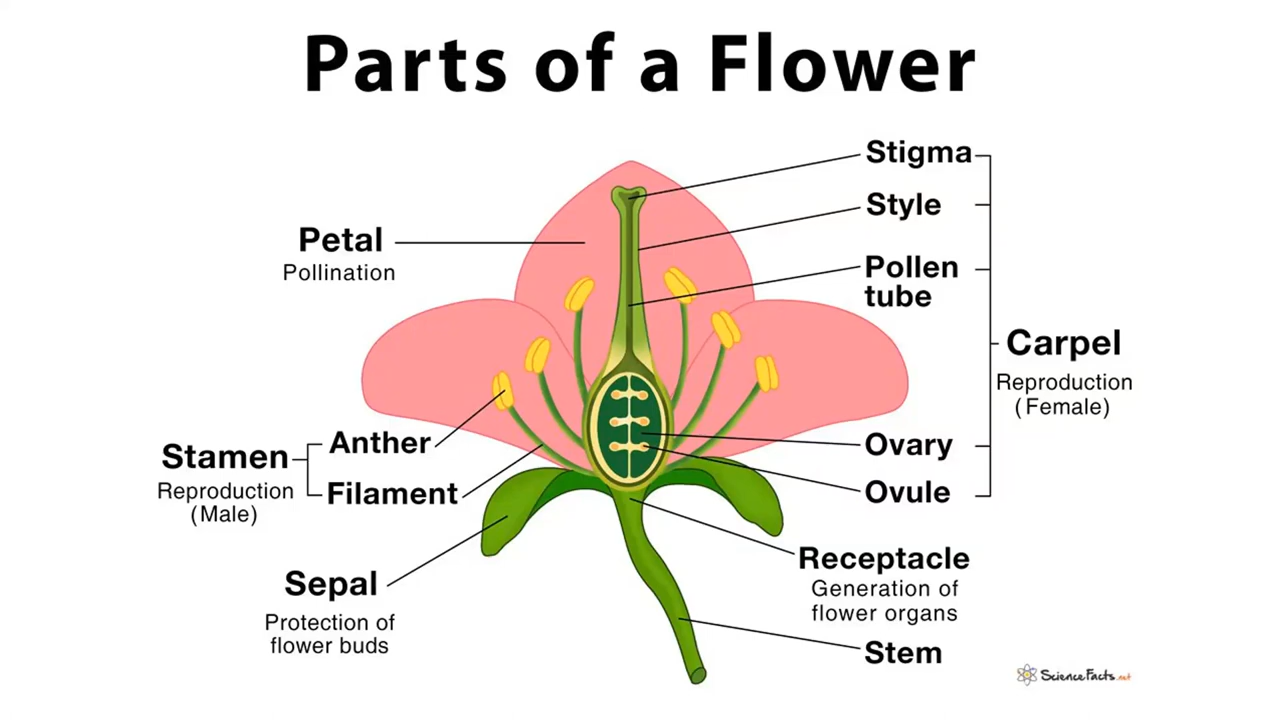 Parts of a Flower
Petal
Pollination
Stamen
Reproduction
(Male)
Anther
Filament
Sepal
Protection of
flower buds
Stigma
Style
Pollen
tube
Carpel
Reproduction
(Female)
Ovary
Ovule
Receptacle
Generation of
flower organs
Stem
ScienceFacts.net